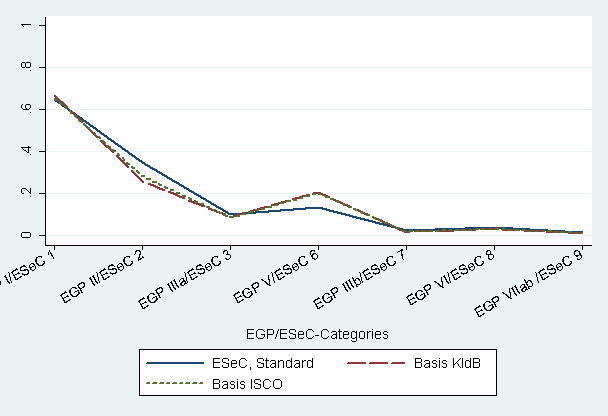 1
.8
.6
.4
.2
0
I/ESeC 1
EGP II/ESeC 2
EGP IIIa/ESeC 3
EGP V/ESeC 6
EGP IIIb/ESeC 7
EGP VI/ESeC 8
EGP VIIab /ESeC 9
EGP/ESeC-Categories
ESeC, Standard
Basis KldB
Basis ISCO